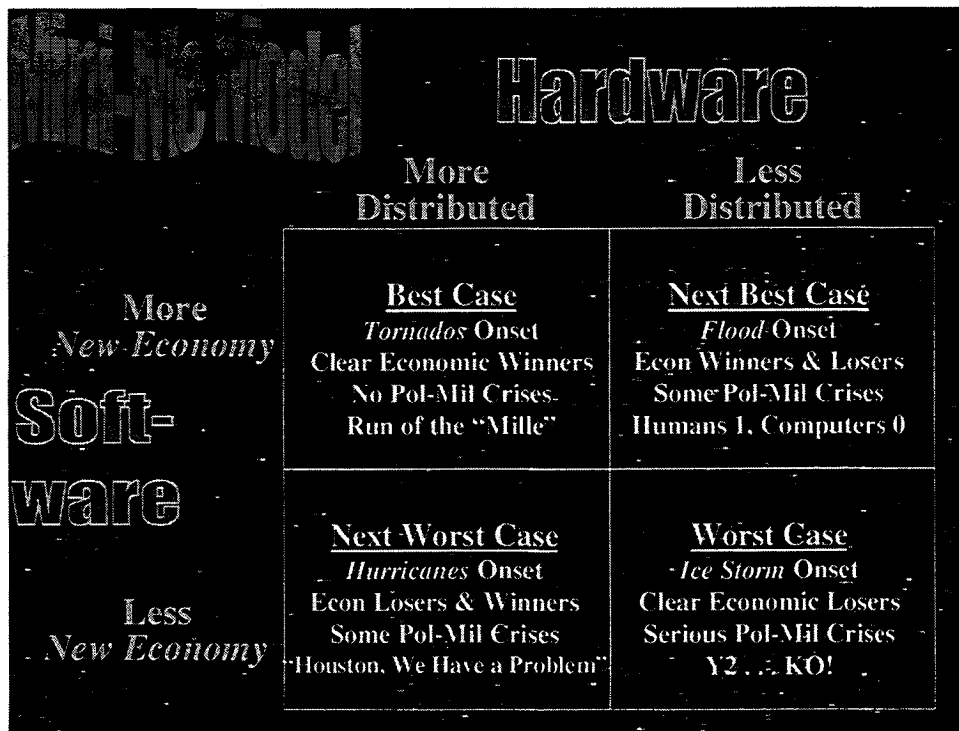 Mini-Me Model
Hardware
More
Distributed
Less
Distributed
More
New Economy
Soft-
ware
Less
New Economy
Best Case
Tornados Onset
Clear Economic Winners
No Pol-Mil Crises
Run of the “Mille”
Next Best Case
Flood Onset
Econ Winners & Losers
Some Pol-Mil Crises
Humans 1, Computers 0
Next Worst Case
Hurricanes Onset
Econ Losers & Winners
Some Pol-Mil Crises
“Houston, We Have a Problem”
Worst Case
Ice Storm Onset
Clear Economic Losers
Serious Pol-Mil Crises
Y2 . . . KO!